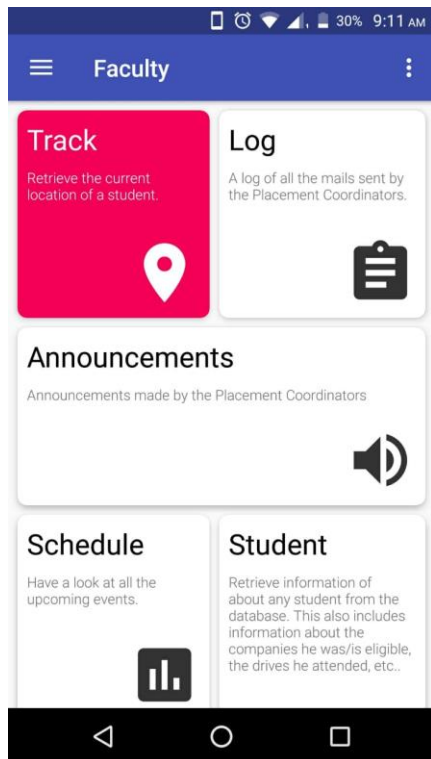 30% 9:11 AM
Faculty
Track
Retrieve the current
location of a student.
Log
A log of all the mails sent by
the Placement Coordinators.
Announcements
Announcements made by the Placement Coordinators
Schedule
Have a look at all the
upcoming events.
Student
Retrieve information of
about any student from the
database. This also includes
information about the
companies he was/is eligible,
the drives he attended, etc..